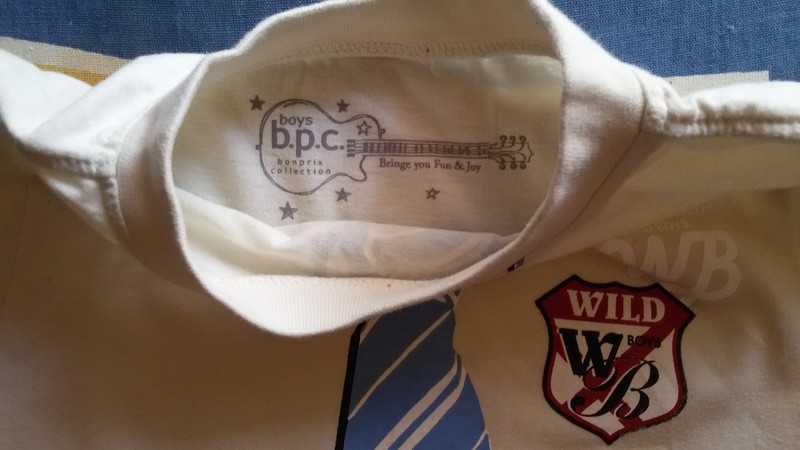 boys
b.p.c.
bonprix
collection
Bringe you Fun & Joy
WILD
BOYS
WB